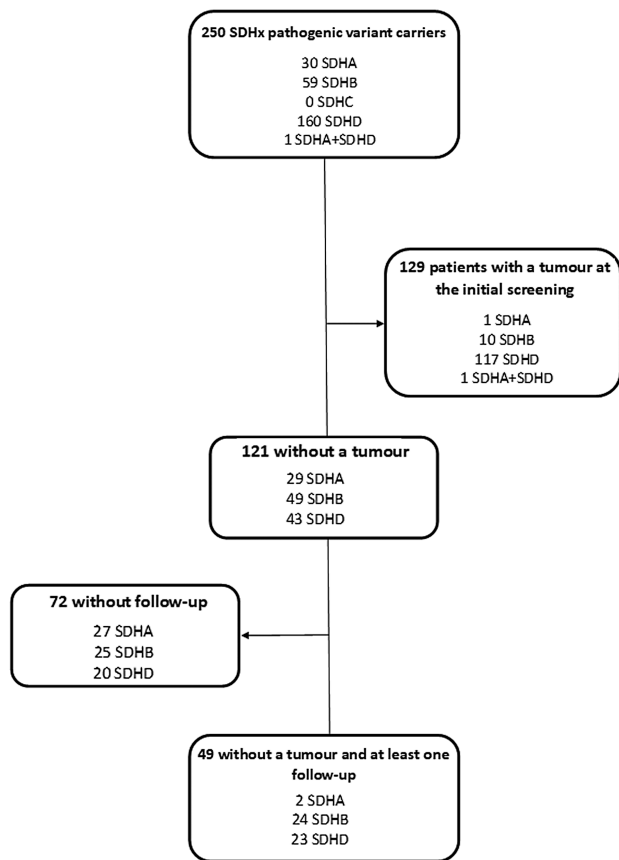 250 SDHx pathogenic variant carriers
30 SDHA
59 SDHB
0 SDHC
160 SDHD
1 SDHA+SDHD
129 patients with a tumour at
the initial screening
1 SDHA
10 SDHB
117 SDHD
1 SDHA+SDHD
121 without a tumour
29 SDHA
49 SDHB
43 SDHD
72 without follow-up
27 SDHA
25 SDHB
20 SDHD
49 without a tumour and at least one
follow-up
2 SDHA
24 SDHB
23 SDHD